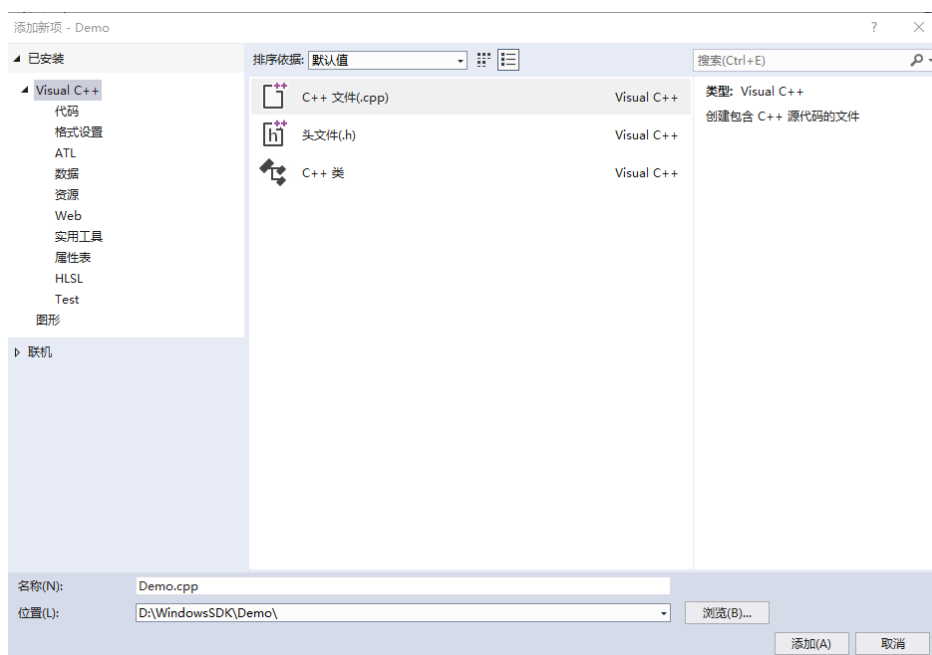 添加新项 - Demo
?
已安装
排序依据: 默认值
搜索(Ctrl+E)
Visual C++
代码
格式设置
ATL
数据
资源
Web
实用工具
属性表
HLSL
Test
图形
联机
C++ 文件(.cpp) Visual C++
头文件(.h) Visual C++
C++ 类 Visual C++
类型: Visual C++
创建包含 C++ 源代码的文件
名称(N): Demo.cpp
位置(L): D:\WindowsSDK\Demo\ 浏览(B)...
添加(A) 取消